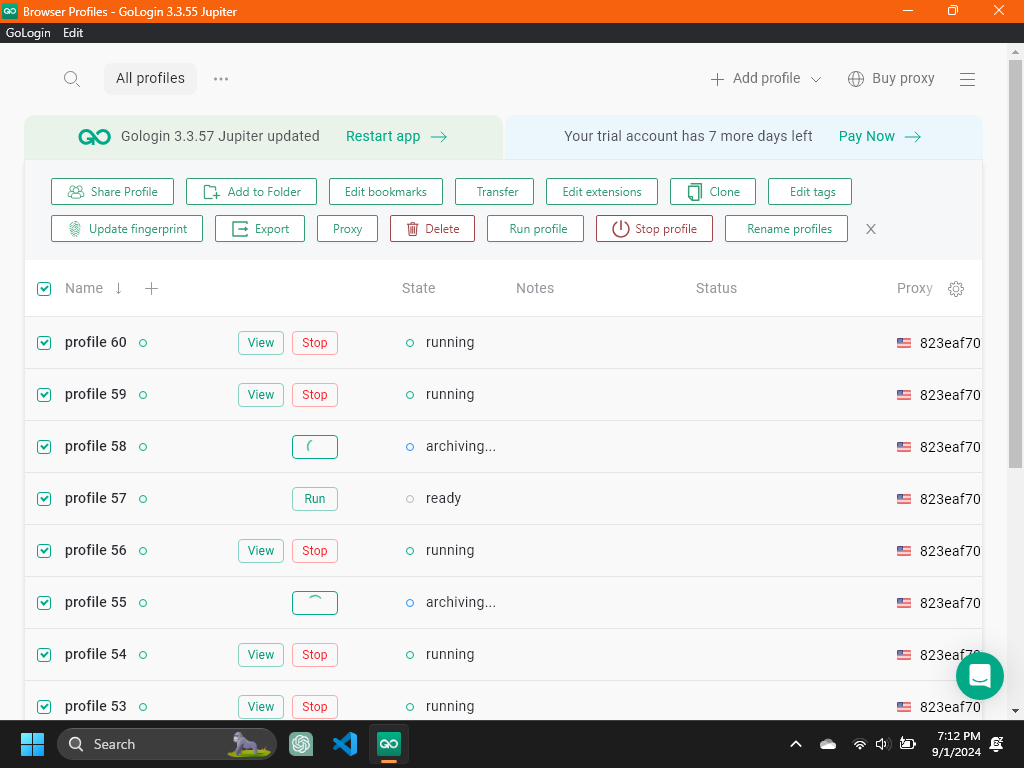 Browser Profiles - GoLogin 3.3.55 Jupiter
GoLogin Edit
All profiles
Add profile
Buy proxy
Gologin 3.3.57 Jupiter updated Restart app
Your trial account has 7 more days left Pay Now
Share Profile Add to Folder Edit bookmarks Transfer Edit extensions Clone Edit tags
Update fingerprint Export Proxy Delete Run profile Stop profile Rename profiles
Name State Notes Status Proxy
profile 60 View Stop running 823eaf70
profile 59 View Stop running 823eaf70
profile 58 archiving... 823eaf70
profile 57 Run ready 823eaf70
profile 56 View Stop running 823eaf70
profile 55 archiving... 823eaf70
profile 54 View Stop running 823eaf70
profile 53 View Stop running 823eaf70
Search
7:12 PM
9/1/2024